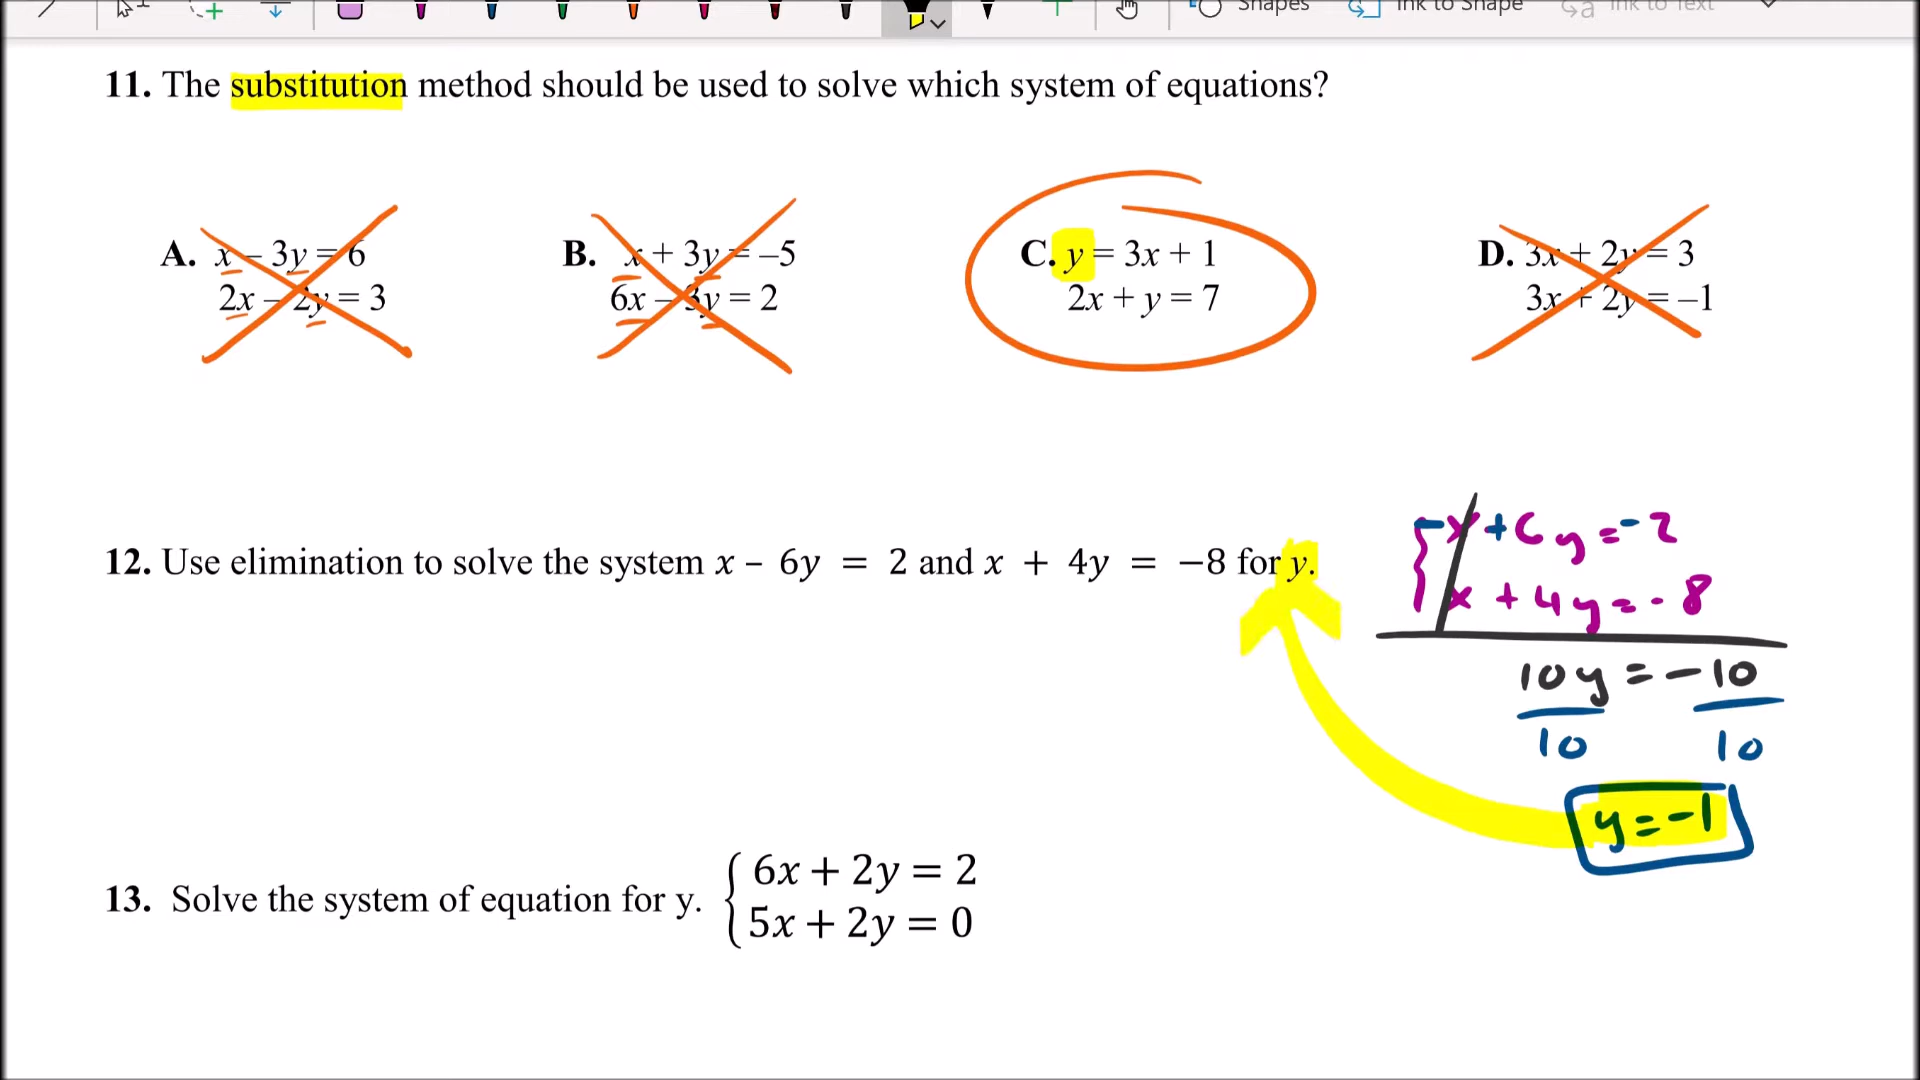 Shapes Ink to Shape Ink to Text
11. The substitution method should be used to solve which system of equations?
A. x – 3y = 6
2x – 2y = 3
B. x + 3y = –5
6x – 3y = 2
C. y = 3x + 1
2x + y = 7
D. 3x + 2y = 3
3x + 2y = –1
12. Use elimination to solve the system x – 6y = 2 and x + 4y = −8 for y.
-x+6y=-2
x+4y=-8
10y=-10
10 10
y=-1
13. Solve the system of equation for y. { 6x + 2y = 2
5x + 2y = 0